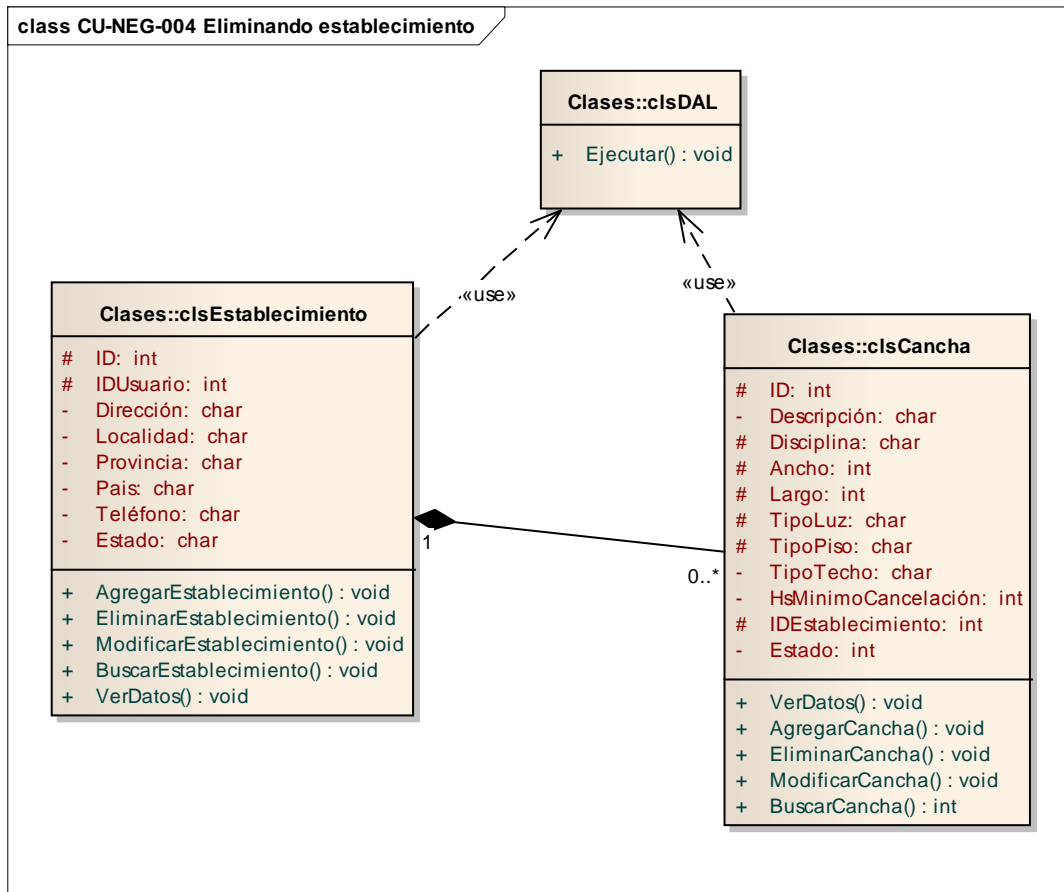 class CU-NEG-004 Eliminando establecimiento
Clases::clsDAL
+ Ejecutar() : void
«use»
«use»
Clases::clsEstablecimiento
# ID: int
# IDUsuario: int
- Dirección: char
- Localidad: char
- Provincia: char
- Pais: char
- Teléfono: char
- Estado: char
+ AgregarEstablecimiento() : void
+ EliminarEstablecimiento() : void
+ ModificarEstablecimiento() : void
+ BuscarEstablecimiento() : void
+ VerDatos() : void
1
0..*
Clases::clsCancha
# ID: int
- Descripción: char
# Disciplina: char
# Ancho: int
# Largo: int
# TipoLuz: char
# TipoPiso: char
- TipoTecho: char
- HsMinimoCancelación: int
# IDEstablecimiento: int
- Estado: int
+ VerDatos() : void
+ AgregarCancha() : void
+ EliminarCancha() : void
+ ModificarCancha() : void
+ BuscarCancha() : int